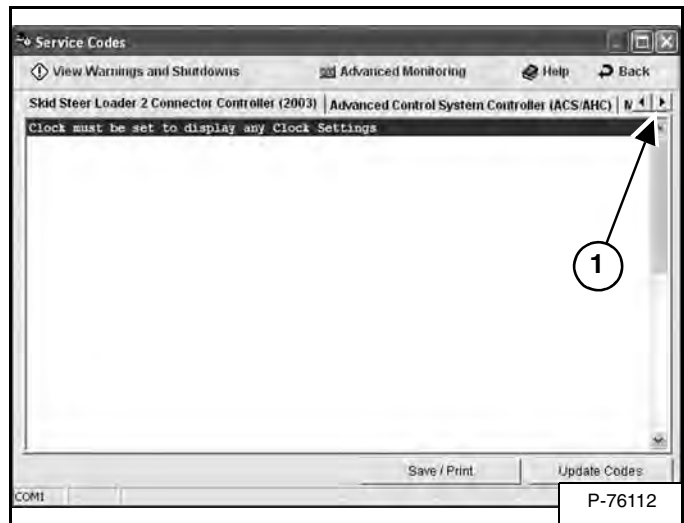 Service Codes
View Warnings and Shutdowns Advanced Monitoring Help Back
Skid Steer Loader 2 Connector Controller (2003) Advanced Control System Controller (ACS/AHC)
Clock must be set to display any Clock Settings
1
Save / Print Update Codes
COM1
P-76112